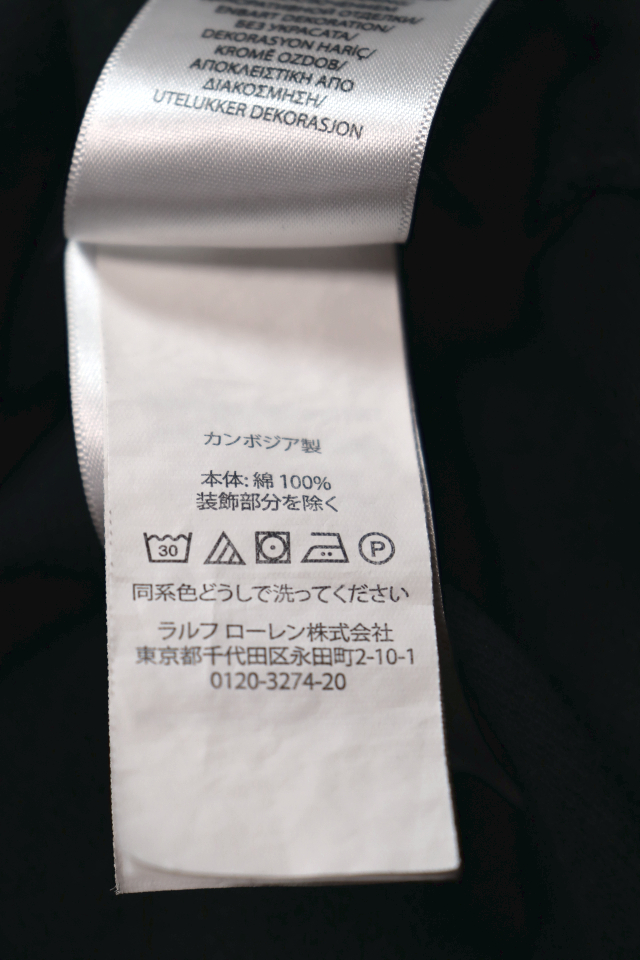 ENBART DEKORATION/
БЕЗ УКРАСАТА/
DEKORASYON HARİÇ/
KROMĚ OZDOB/
ΑΠΟΚΛΕΙΣΤΙΚΗ ΑΠΟ
ΔΙΑΚΟΣΜΗΣΗ/
UTELUKKER DEKORASJON
カンボジア製
本体: 綿 100%
装飾部分を除く
30 P
同系色どうしで洗ってください
ラルフ ローレン株式会社
東京都千代田区永田町2-10-1
0120-3274-20